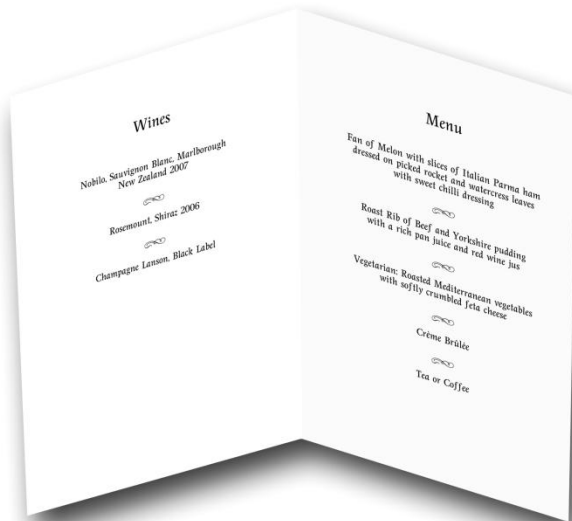 Wines
Nobilo, Sauvignon Blanc, Marlborough
New Zealand 2007
Rosemount, Shiraz 2006
Champagne Lanson, Black Label
Menu
Fan of Melon with slices of Italian Parma ham
dressed on picked rocket and watercress leaves
with sweet chilli dressing
Roast Rib of Beef and Yorkshire pudding
with a rich pan juice and red wine jus
Vegetarian: Roasted Mediterranean vegetables
with softly crumbled feta cheese
Crème Brûlée
Tea or Coffee